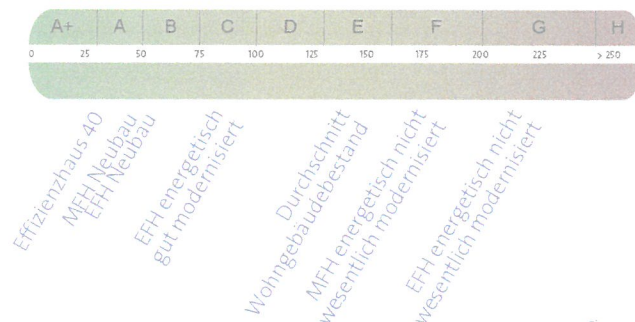 A+ A B C D E F G H
0 25 50 75 100 125 150 175 200 225 > 250
Effizienzhaus 40
MFH Neubau
EFH Neubau
EFH energetisch
gut modernisiert
Durchschnitt
Wohngebäudebestand
MFH energetisch nicht
wesentlich modernisiert
EFH energetisch nicht
wesentlich modernisiert